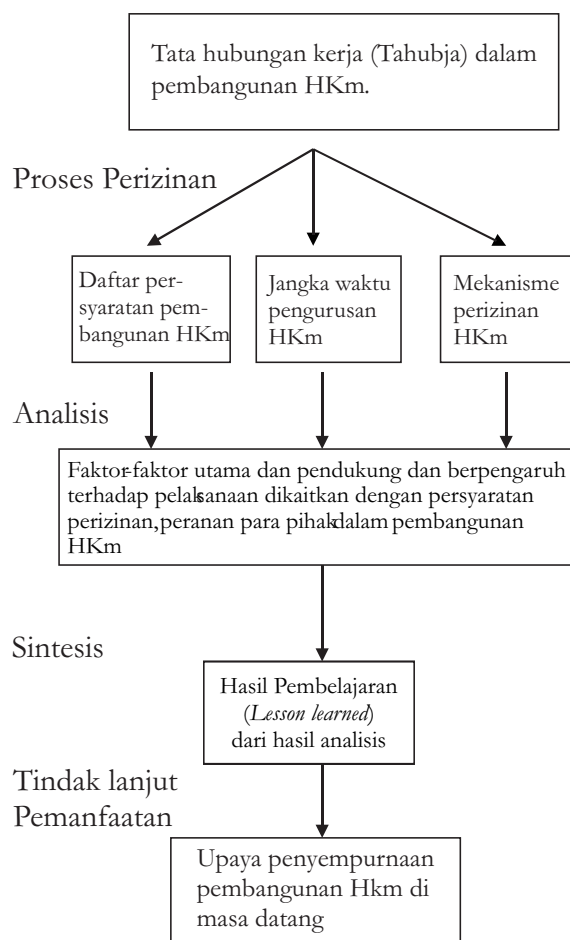 Tata hubungan kerja (Tahubja) dalam
pembangunan HKm.
Proses Perizinan
Daftar per-
syaratan pem-
bangunan HKm
Jangka waktu
pengurusan
HKm
Mekanisme
perizinan
HKm
Analisis
Faktor-faktor utama dan pendukung dan berpengaruh
terhadap pelaksanaan dikaitkan dengan persyaratan
perizinan,peranan para pihak dalam pembangunan
HKm
Sintesis
Hasil Pembelajaran
(Lesson learned)
dari hasil analisis
Tindak lanjut
Pemanfaatan
Upaya penyempurnaan
pembangunan Hkm di
masa datang